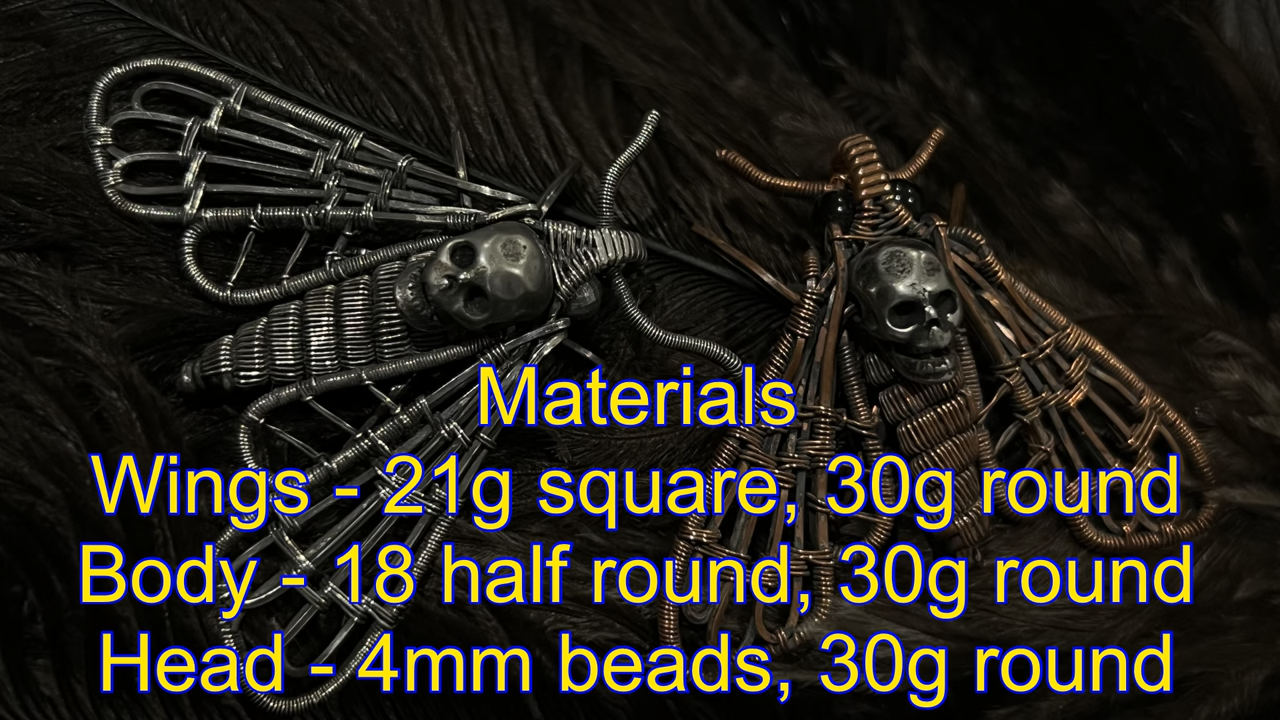 Materials
Wings - 21g square, 30g round
Body - 18 half round, 30g round
Head - 4mm beads, 30g round